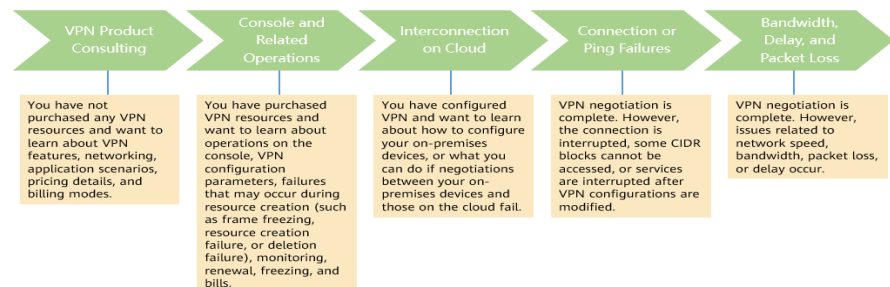 VPN Product
Consulting
Console and
Related
Operations
Interconnection
on Cloud
Connection or
Ping Failures
Bandwidth,
Delay, and
Packet Loss
You have not
purchased any VPN
resources and want to
learn about VPN
features, networking,
application scenarios,
pricing details, and
billing modes.
You have purchased
VPN resources and
want to learn about
operations on the
console, VPN
configuration
parameters, failures
that may occur during
resource creation (such
as frame freezing,
resource creation
failure, or deletion
failure), monitoring,
renewal, freezing, and
bills.
You have configured
VPN and want to learn
about how to configure
your on-premises
devices, or what you
can do if negotiations
between your on-
premises devices and
those on the cloud fail.
VPN negotiation is
complete. However,
the connection is
interrupted, some CIDR
blocks cannot be
accessed, or services
are interrupted after
VPN configurations are
modified.
VPN negotiation is
complete. However,
issues related to
network speed,
bandwidth, packet loss,
or delay occur.